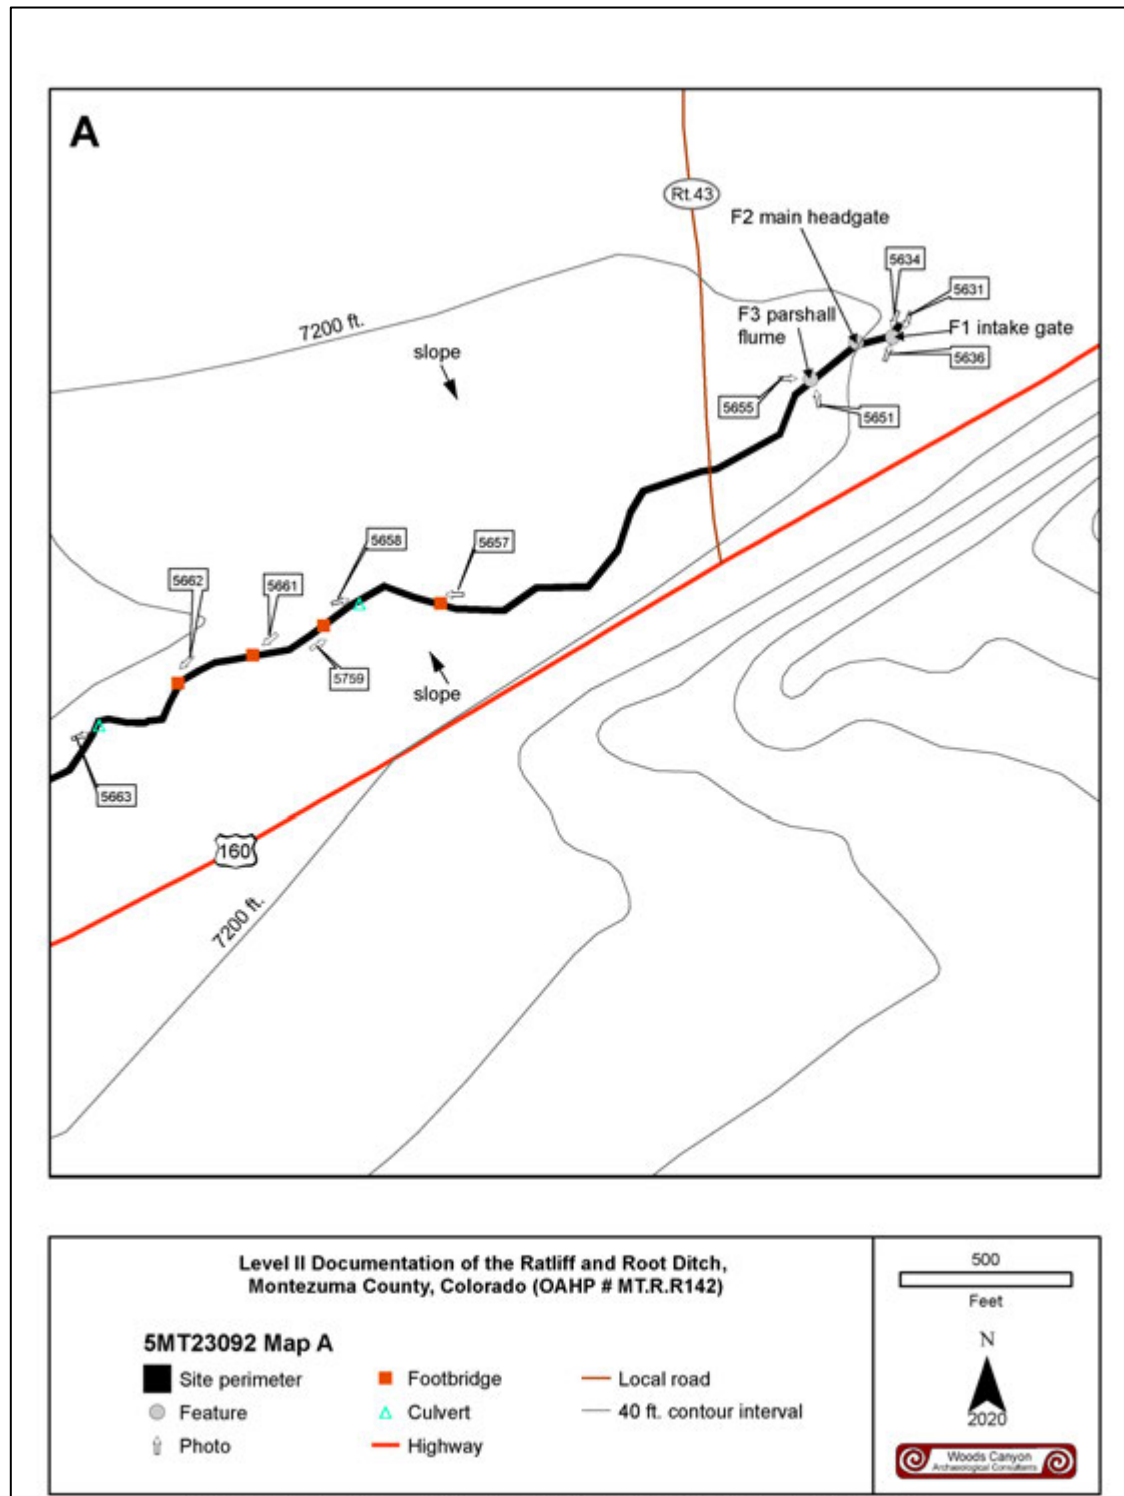 A
Rt.43
F2 main headgate
5634
5631
F3 parshall
flume
F1 intake gate
7200 ft.
slope
5636
5655
5651
5658
5657
5662
5661
5759
slope
5663
160
7200 ft.
Level II Documentation of the Ratliff and Root Ditch,
Montezuma County, Colorado (OAHP # MT.R.R142)
5MT23092 Map A
Site perimeter
Feature
Photo
Footbridge
Culvert
Highway
Local road
40 ft. contour interval
500
Feet
N
2020
Woods Canyon
Archaeological Consultants